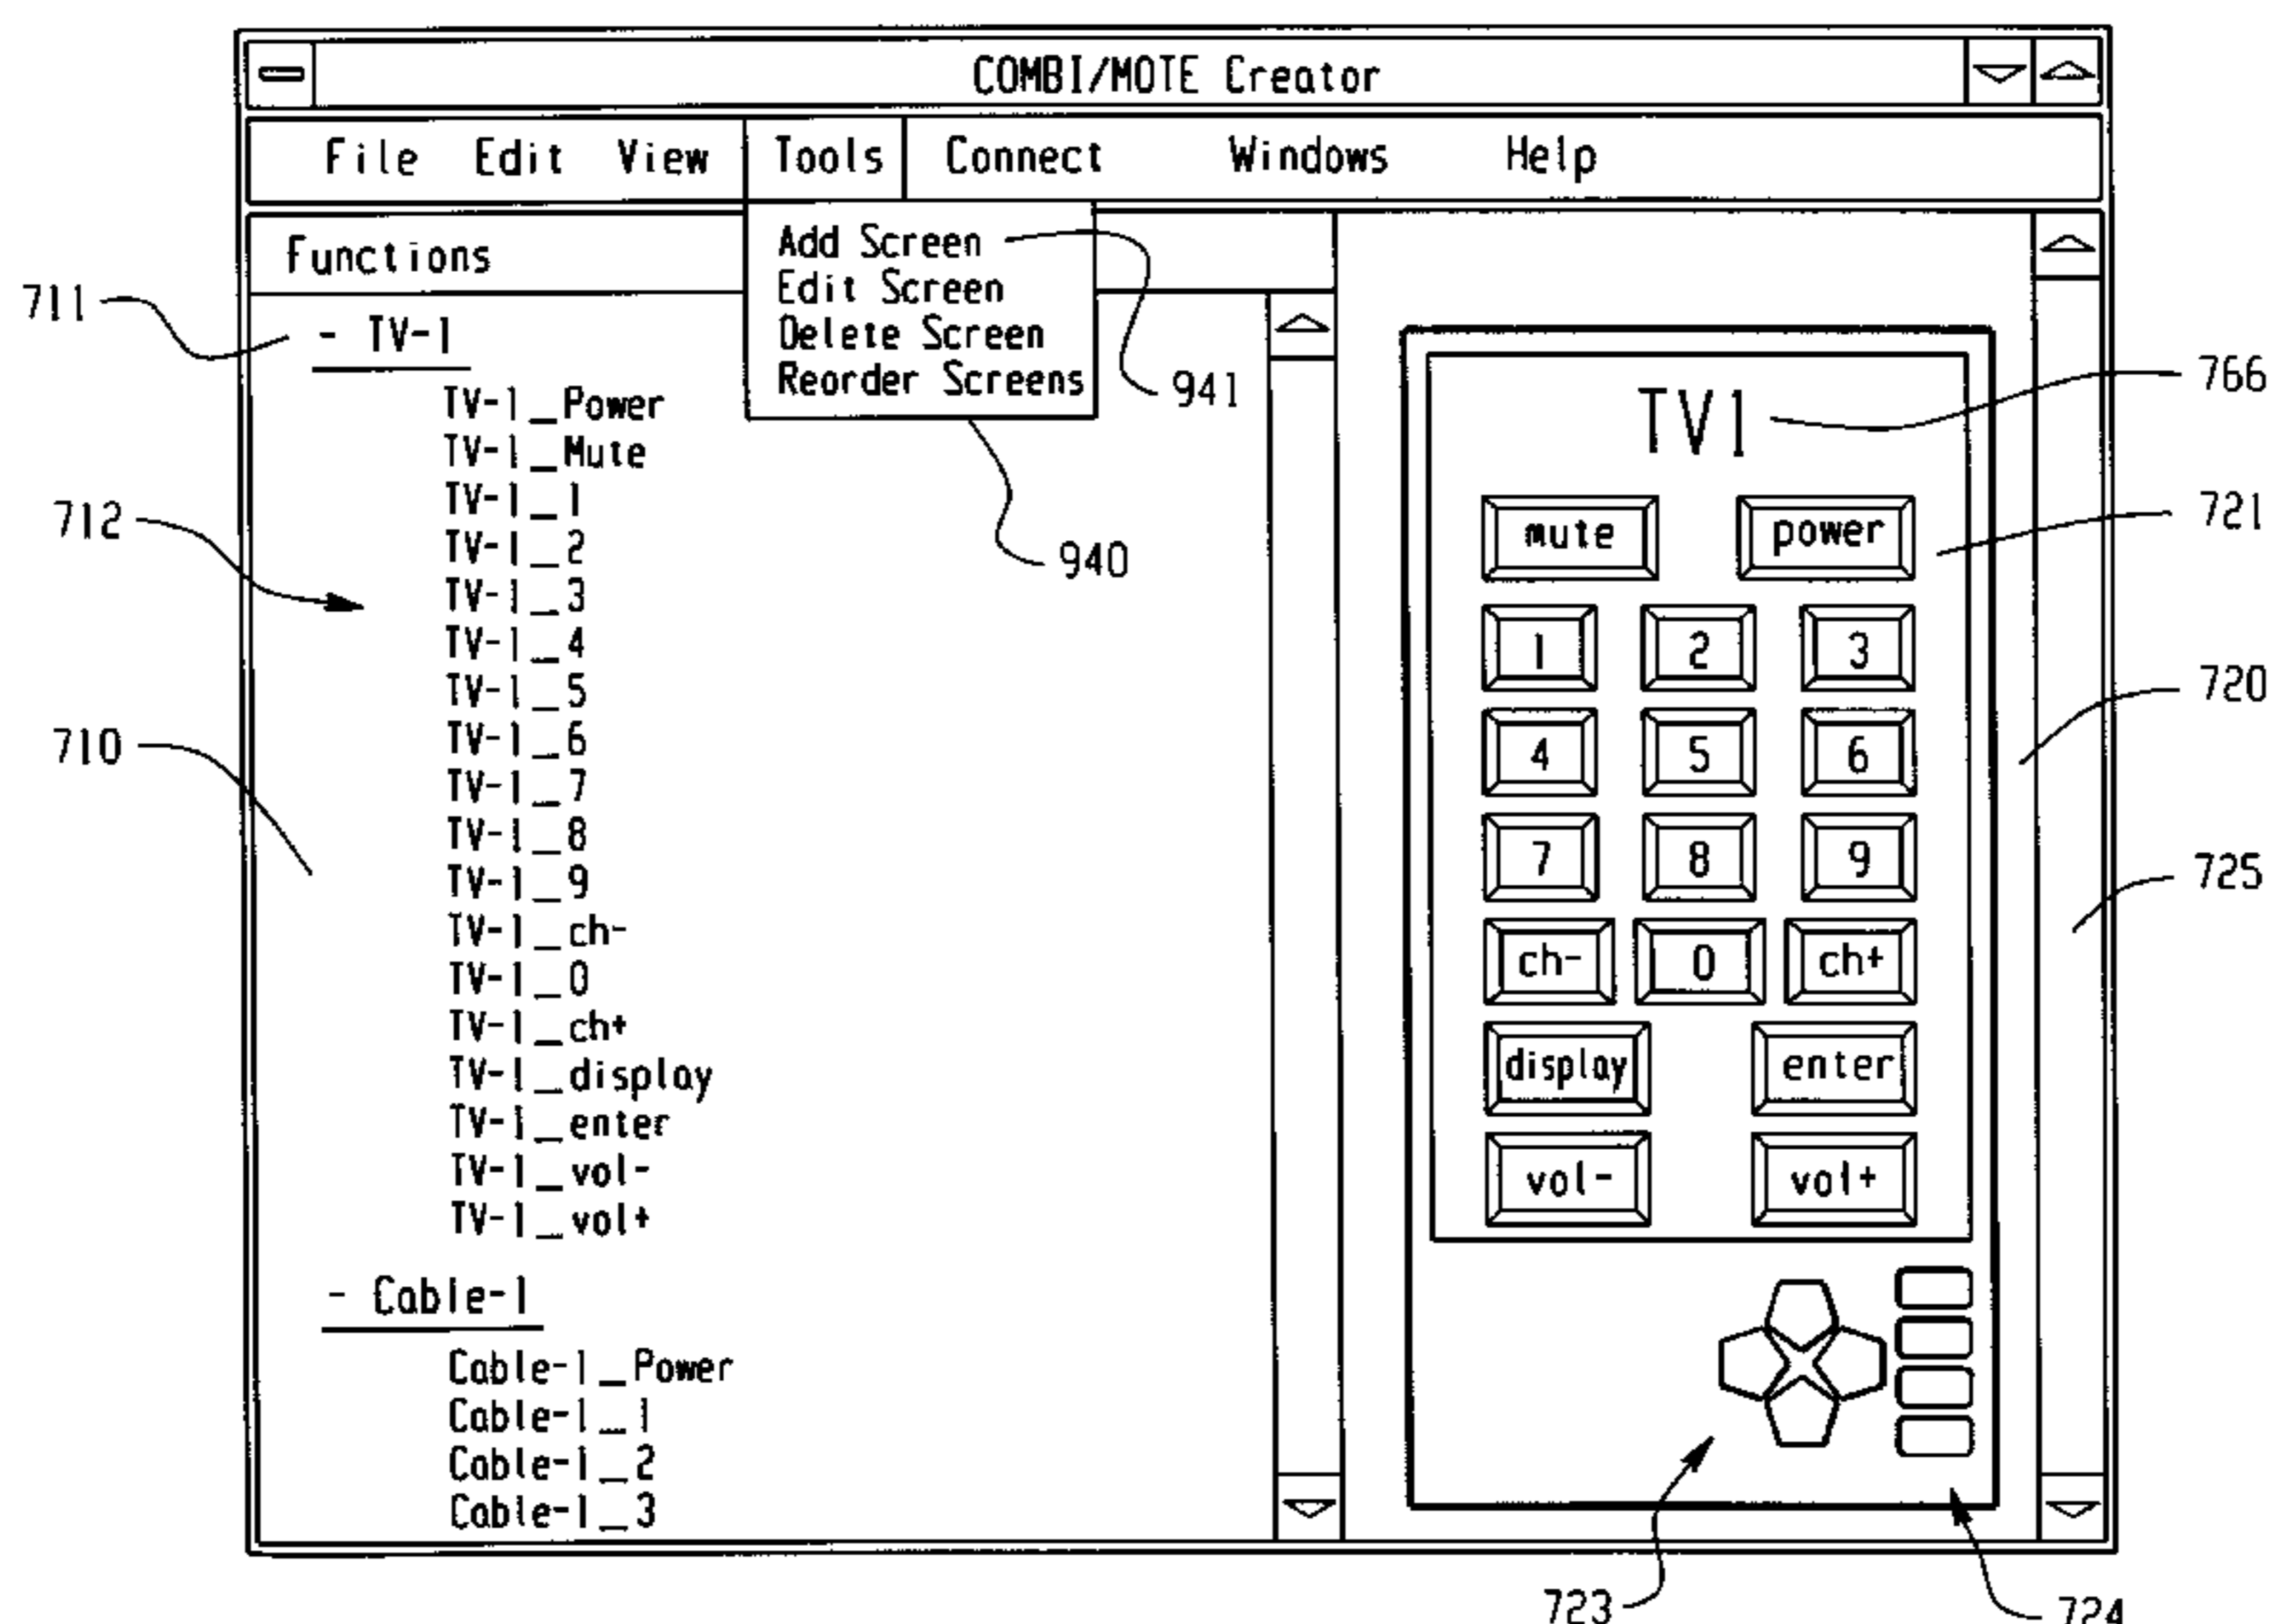 COMBI/MOTE Creator
File Edit View Tools Connect Windows Help
Functions
Add Screen
Edit Screen
Delete Screen
Reorder Screens
941
940
711
- TV-1
TV-1_Power
TV-1_Mute
TV-1_1
712
TV-1_2
TV-1_3
TV-1_4
TV-1_5
710
TV-1_6
TV-1_7
TV-1_8
TV-1_9
TV-1_ch-
TV-1_0
TV-1_ch+
TV-1_display
TV-1_enter
TV-1_vol-
TV-1_vol+
- Cable-1
Cable-1_Power
Cable-1_1
Cable-1_2
Cable-1_3
TV1
766
mute power
721
1 2 3
720
4 5 6
7 8 9
725
ch- 0 ch+
display enter
vol- vol+
723
724